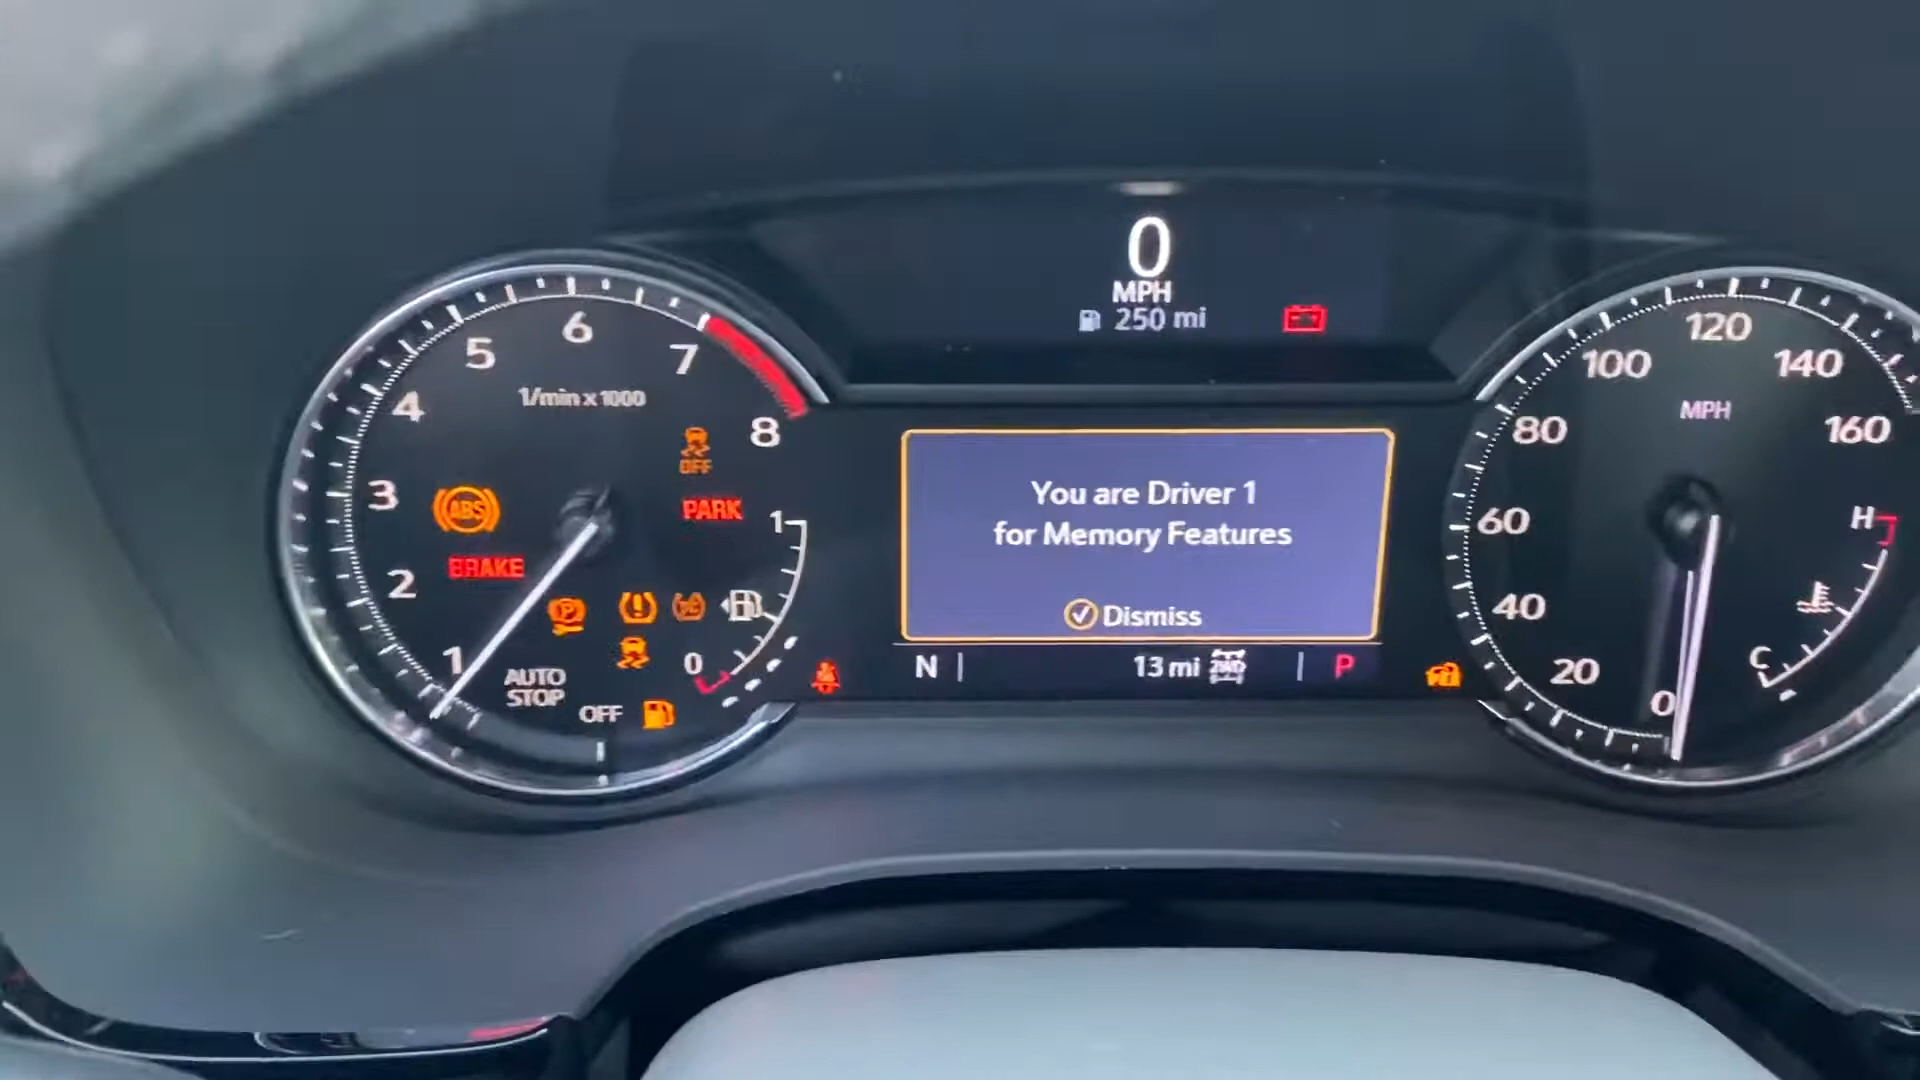 0
MPH
250 mi
1
2
3
4
5
6
7
8
1/min x 1000
OFF
ABS
PARK
BRAKE
1
0
AUTO
STOP
OFF
You are Driver 1
for Memory Features
Dismiss
N
13 mi
2WD
P
0
20
40
60
80
100
120
140
160
MPH
H
C